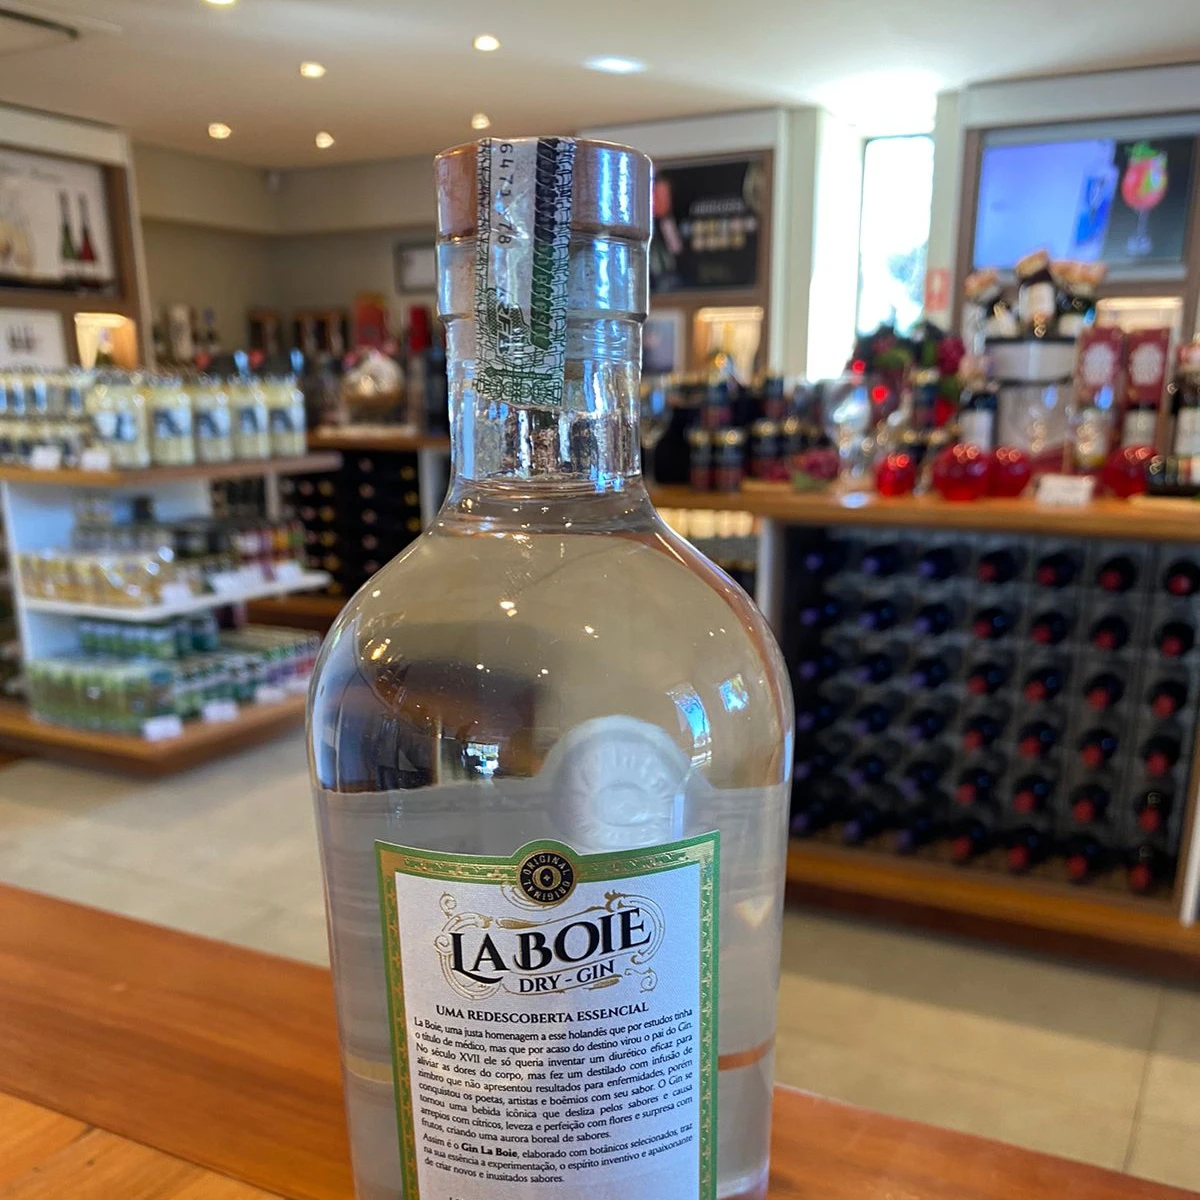 ORIGINAL
ORIGINAL
LA BOIE
DRY - GIN
UMA REDESCOBERTA ESSENCIAL
La Boie, uma justa homenagem a esse holandês que por estudos tinha
o título de médico, mas que por acaso do destino virou o pai do Gin.
No século XVII ele só queria inventar um diurético eficaz para
aliviar as dores do corpo, mas fez um destilado com infusão de
zimbro que não apresentou resultados para enfermidades, porém
conquistou os poetas, artistas e boêmios com seu sabor. O Gin se
tornou uma bebida icônica que desliza pelos sabores e causa
arrepios com cítricos, leveza e perfeição com flores e surpresa com
frutos, criando uma aurora boreal de sabores.
Assim é o Gin La Boie, elaborado com botânicos selecionados, traz
na sua essência a experimentação, o espírito inventivo e apaixonante
de criar novos e inusitados sabores.